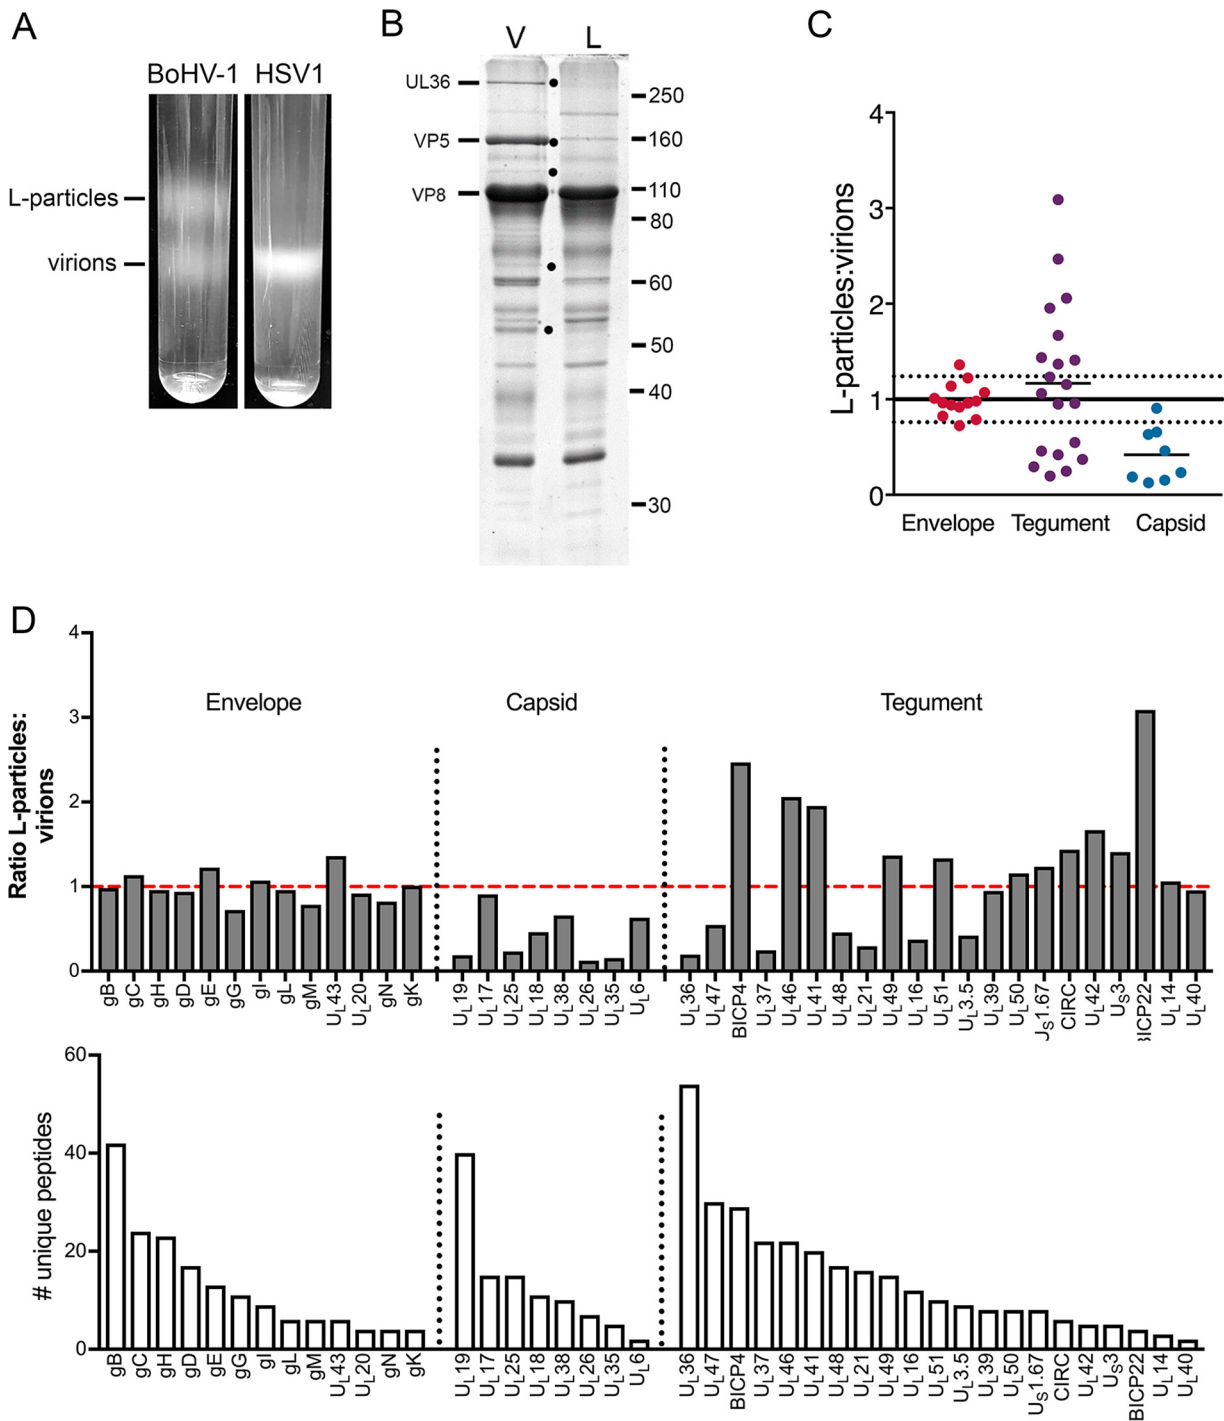 A
BoHV-1 HSV1
L-particles
virions
B
V L
UL36
VP5
VP8
250
160
110
80
60
50
40
30
C
L-particles:virions
4
3
2
1
0
Envelope Tegument Capsid
D
Ratio L-particles:
virions
4
3
2
1
0
Envelope Capsid Tegument
gB gC gH gD gE gG gI gL gM UL43 UL20 gN gK UL19 UL17 UL25 UL18 UL38 UL26 UL35 UL6 UL36 UL47 BICP4 UL37 UL46 UL41 UL48 UL21 UL49 UL16 UL51 UL3.5 UL39 UL50 US1.67 CIRC UL42 US3 BICP22 UL14 UL40
# unique peptides
60
40
20
0
gB gC gH gD gE gG gI gL gM UL43 UL20 gN gK UL19 UL17 UL25 UL18 UL38 UL26 UL35 UL6 UL36 UL47 BICP4 UL37 UL46 UL41 UL48 UL21 UL49 UL16 UL51 UL3.5 UL39 UL50 US1.67 CIRC UL42 US3 BICP22 UL14 UL40